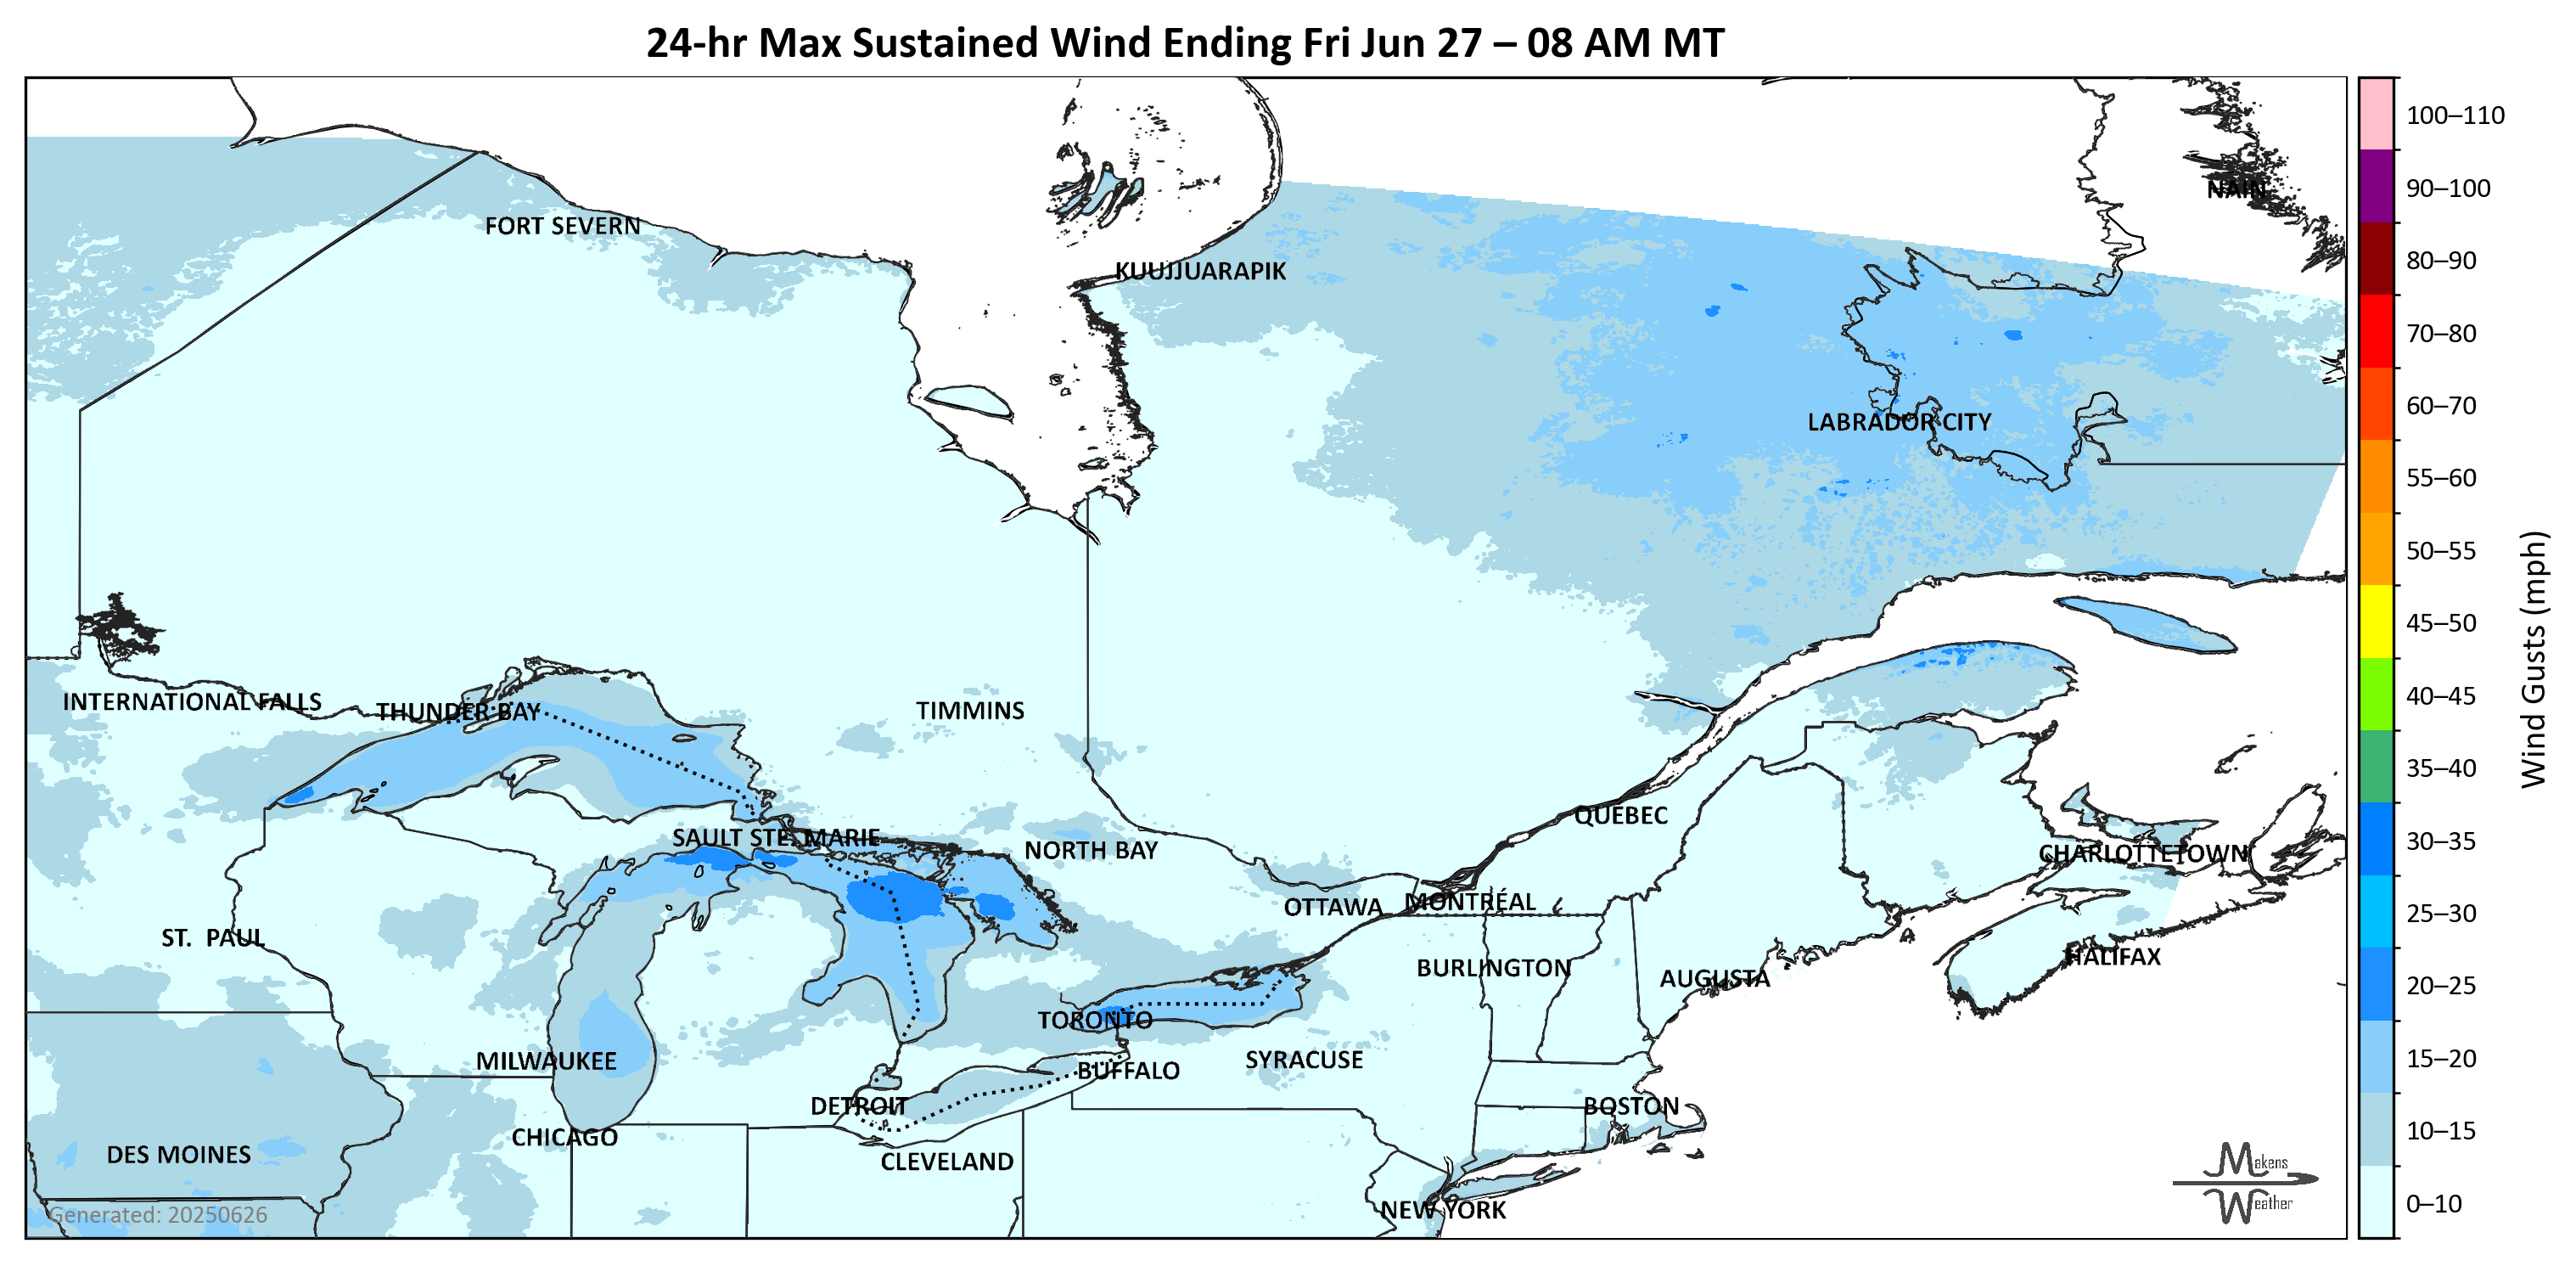 24-hr Max Sustained Wind Ending Fri Jun 27 – 08 AM MT
NAIN
FORT SEVERN
KUUJJUARAPIK
LABRADOR CITY
INTERNATIONAL FALLS
THUNDER BAY
TIMMINS
QUÉBEC
SAULT STE. MARIE
NORTH BAY
CHARLOTTETOWN
OTTAWA
MONTRÉAL
ST. PAUL
HALIFAX
BURLINGTON
AUGUSTA
TORONTO
MILWAUKEE
SYRACUSE
BUFFALO
DETROIT
BOSTON
CHICAGO
DES MOINES
CLEVELAND
NEW YORK
Generated: 20250626
Makens
Weather
100–110
90–100
80–90
70–80
60–70
55–60
50–55
45–50
40–45
35–40
30–35
25–30
20–25
15–20
10–15
0–10
Wind Gusts (mph)